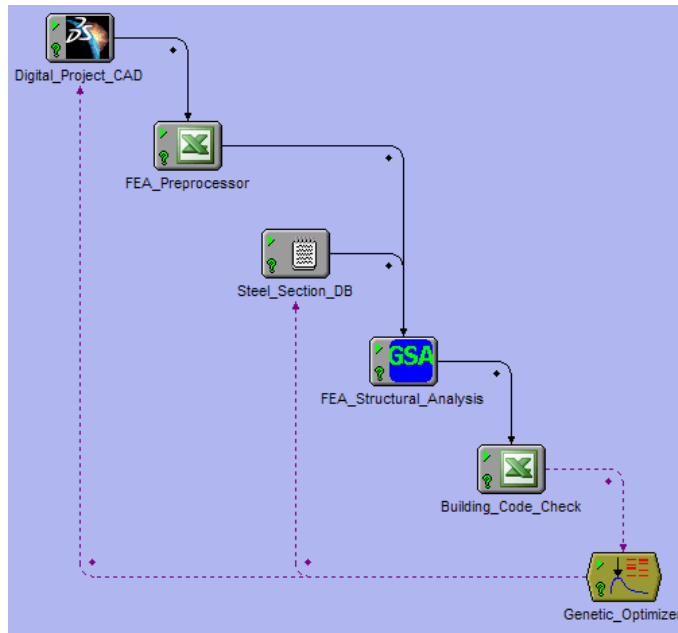 Digital_Project_CAD
FEA_Preprocessor
Steel_Section_DB
GSA
FEA_Structural_Analysis
Building_Code_Check
Genetic_Optimizer